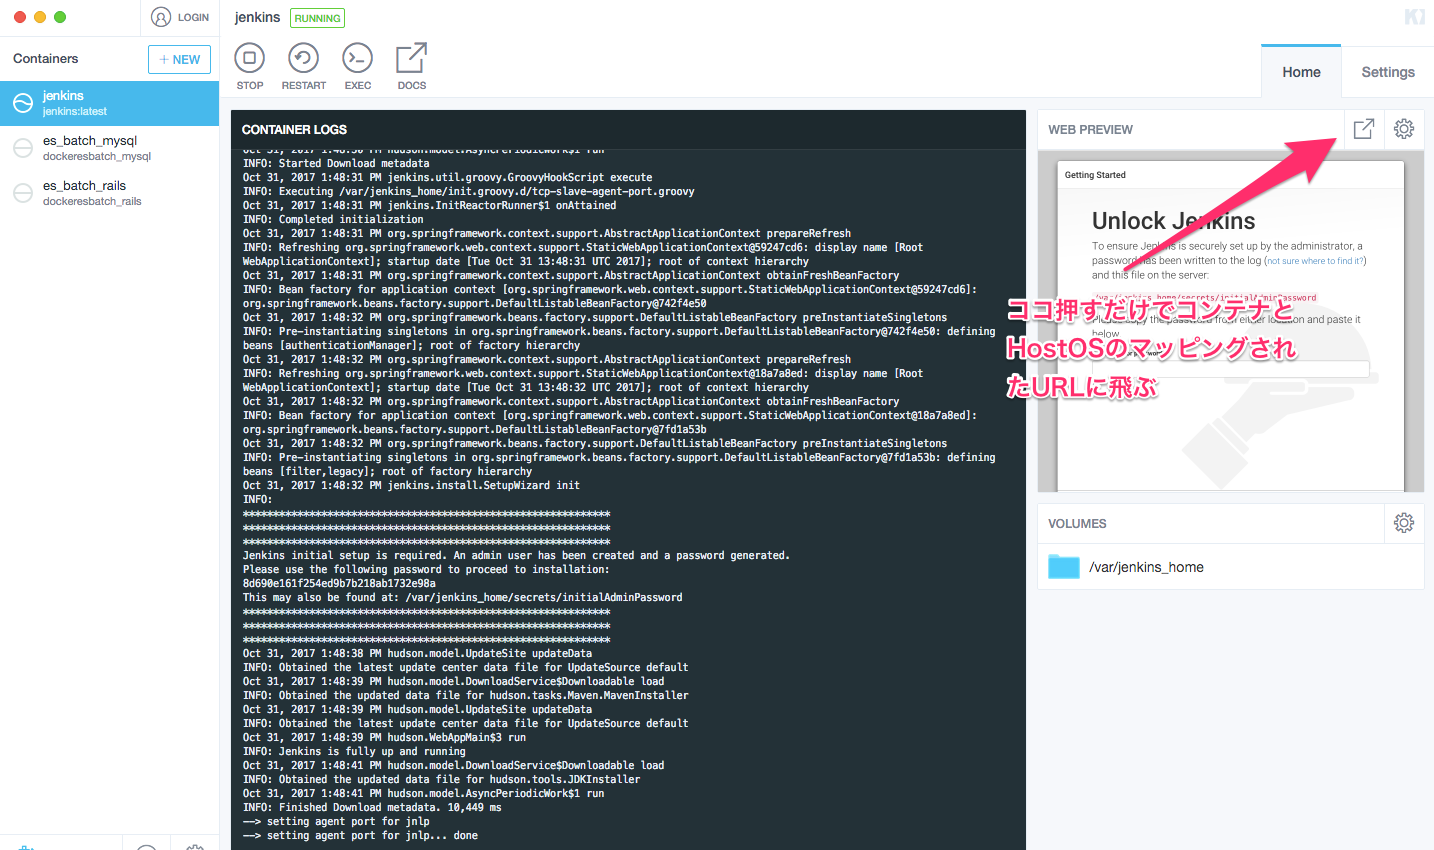 LOGIN
jenkins
RUNNING
Containers
+ NEW
STOP
RESTART
EXEC
DOCS
Home
Settings
jenkins
jenkins:latest
es_batch_mysql
dockeresbatch_mysql
es_batch_rails
dockeresbatch_rails
CONTAINER LOGS
Oct 31, 2017 1:48:30 PM hudson.model.AsyncPeriodicWork$1 run
INFO: Started Download metadata
Oct 31, 2017 1:48:31 PM jenkins.util.groovy.GroovyHookScript execute
INFO: Executing /var/jenkins_home/init.groovy.d/tcp-slave-agent-port.groovy
Oct 31, 2017 1:48:31 PM jenkins.InitReactorRunner$1 onAttained
INFO: Completed initialization
Oct 31, 2017 1:48:31 PM org.springframework.context.support.AbstractApplicationContext prepareRefresh
INFO: Refreshing org.springframework.web.context.support.StaticWebApplicationContext@59247cd6: display name [Root
WebApplicationContext]; startup date [Tue Oct 31 13:48:31 UTC 2017]; root of context hierarchy
Oct 31, 2017 1:48:31 PM org.springframework.context.support.AbstractApplicationContext obtainFreshBeanFactory
INFO: Bean factory for application context [org.springframework.web.context.support.StaticWebApplicationContext@59247cd6]:
org.springframework.beans.factory.support.DefaultListableBeanFactory@742f4e50
Oct 31, 2017 1:48:31 PM org.springframework.beans.factory.support.DefaultListableBeanFactory preInstantiateSingletons
INFO: Pre-instantiating singletons in org.springframework.beans.factory.support.DefaultListableBeanFactory@742f4e50: defining
beans [authenticationManager]; root of factory hierarchy
Oct 31, 2017 1:48:32 PM org.springframework.context.support.AbstractApplicationContext prepareRefresh
INFO: Refreshing org.springframework.web.context.support.StaticWebApplicationContext@18a7a8ed: display name [Root
WebApplicationContext]; startup date [Tue Oct 31 13:48:32 UTC 2017]; root of context hierarchy
Oct 31, 2017 1:48:32 PM org.springframework.context.support.AbstractApplicationContext obtainFreshBeanFactory
INFO: Bean factory for application context [org.springframework.web.context.support.StaticWebApplicationContext@18a7a8ed]:
org.springframework.beans.factory.support.DefaultListableBeanFactory@7fd1a53b
Oct 31, 2017 1:48:32 PM org.springframework.beans.factory.support.DefaultListableBeanFactory preInstantiateSingletons
INFO: Pre-instantiating singletons in org.springframework.beans.factory.support.DefaultListableBeanFactory@7fd1a53b: defining
beans [filter,legacy]; root of factory hierarchy
Oct 31, 2017 1:48:32 PM jenkins.install.SetupWizard init
INFO:
*************************************************************
*************************************************************
*************************************************************
Jenkins initial setup is required. An admin user has been created and a password generated.
Please use the following password to proceed to installation:
8d690e161f254ed9b7b218ab1732e98a
This may also be found at: /var/jenkins_home/secrets/initialAdminPassword
*************************************************************
*************************************************************
*************************************************************
Oct 31, 2017 1:48:38 PM hudson.model.UpdateSite updateData
INFO: Obtained the latest update center data file for UpdateSource default
Oct 31, 2017 1:48:39 PM hudson.model.DownloadService$Downloadable load
INFO: Obtained the updated data file for hudson.tasks.Maven.MavenInstaller
Oct 31, 2017 1:48:39 PM hudson.model.UpdateSite updateData
INFO: Obtained the latest update center data file for UpdateSource default
Oct 31, 2017 1:48:39 PM hudson.WebAppMain$3 run
INFO: Jenkins is fully up and running
Oct 31, 2017 1:48:41 PM hudson.model.DownloadService$Downloadable load
INFO: Obtained the updated data file for hudson.tools.JDKInstaller
Oct 31, 2017 1:48:41 PM hudson.model.AsyncPeriodicWork$1 run
INFO: Finished Download metadata. 10,449 ms
--> setting agent port for jnlp
--> setting agent port for jnlp... done
WEB PREVIEW
Getting Started
Unlock Jenkins
To ensure Jenkins is securely set up by the administrator, a
password has been written to the log (not sure where to find it?)
and this file on the server:
/var/jenkins_home/secrets/initialAdminPassword
Please copy the password from either location and paste it
below.
ココ押すだけでコンテナと
HostOSのマッピングされ
たURLに飛ぶ
VOLUMES
/var/jenkins_home